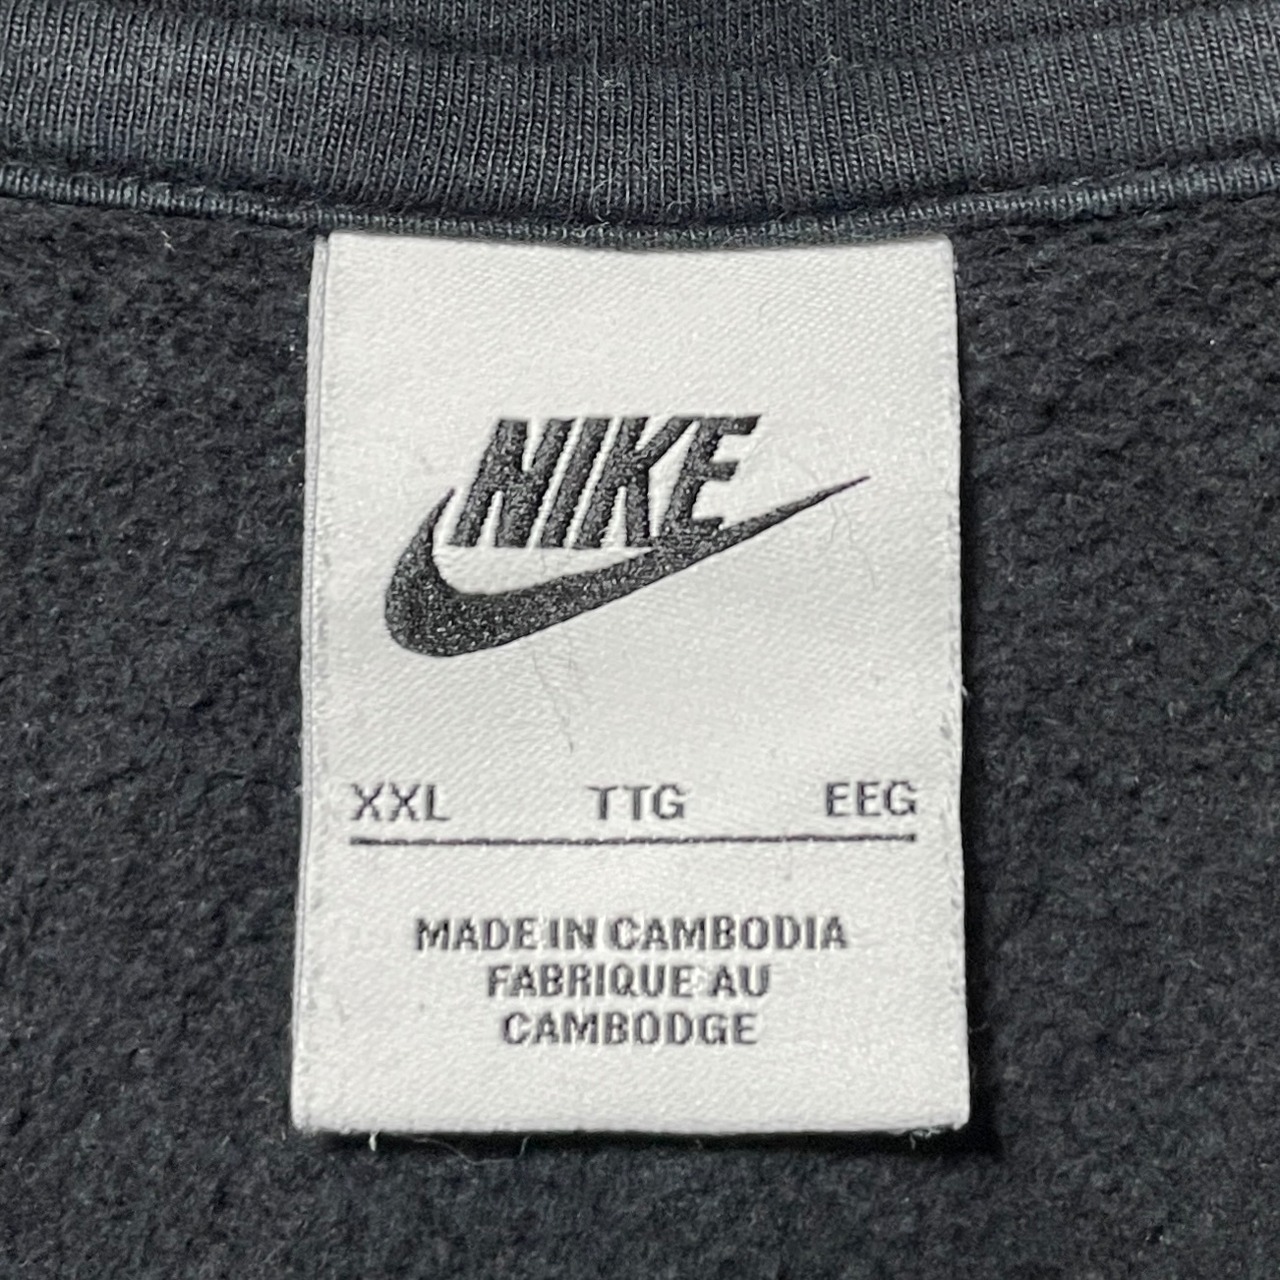 NIKE
XXL TTG EEG
MADE IN CAMBODIA
FABRIQUE AU
CAMBODGE